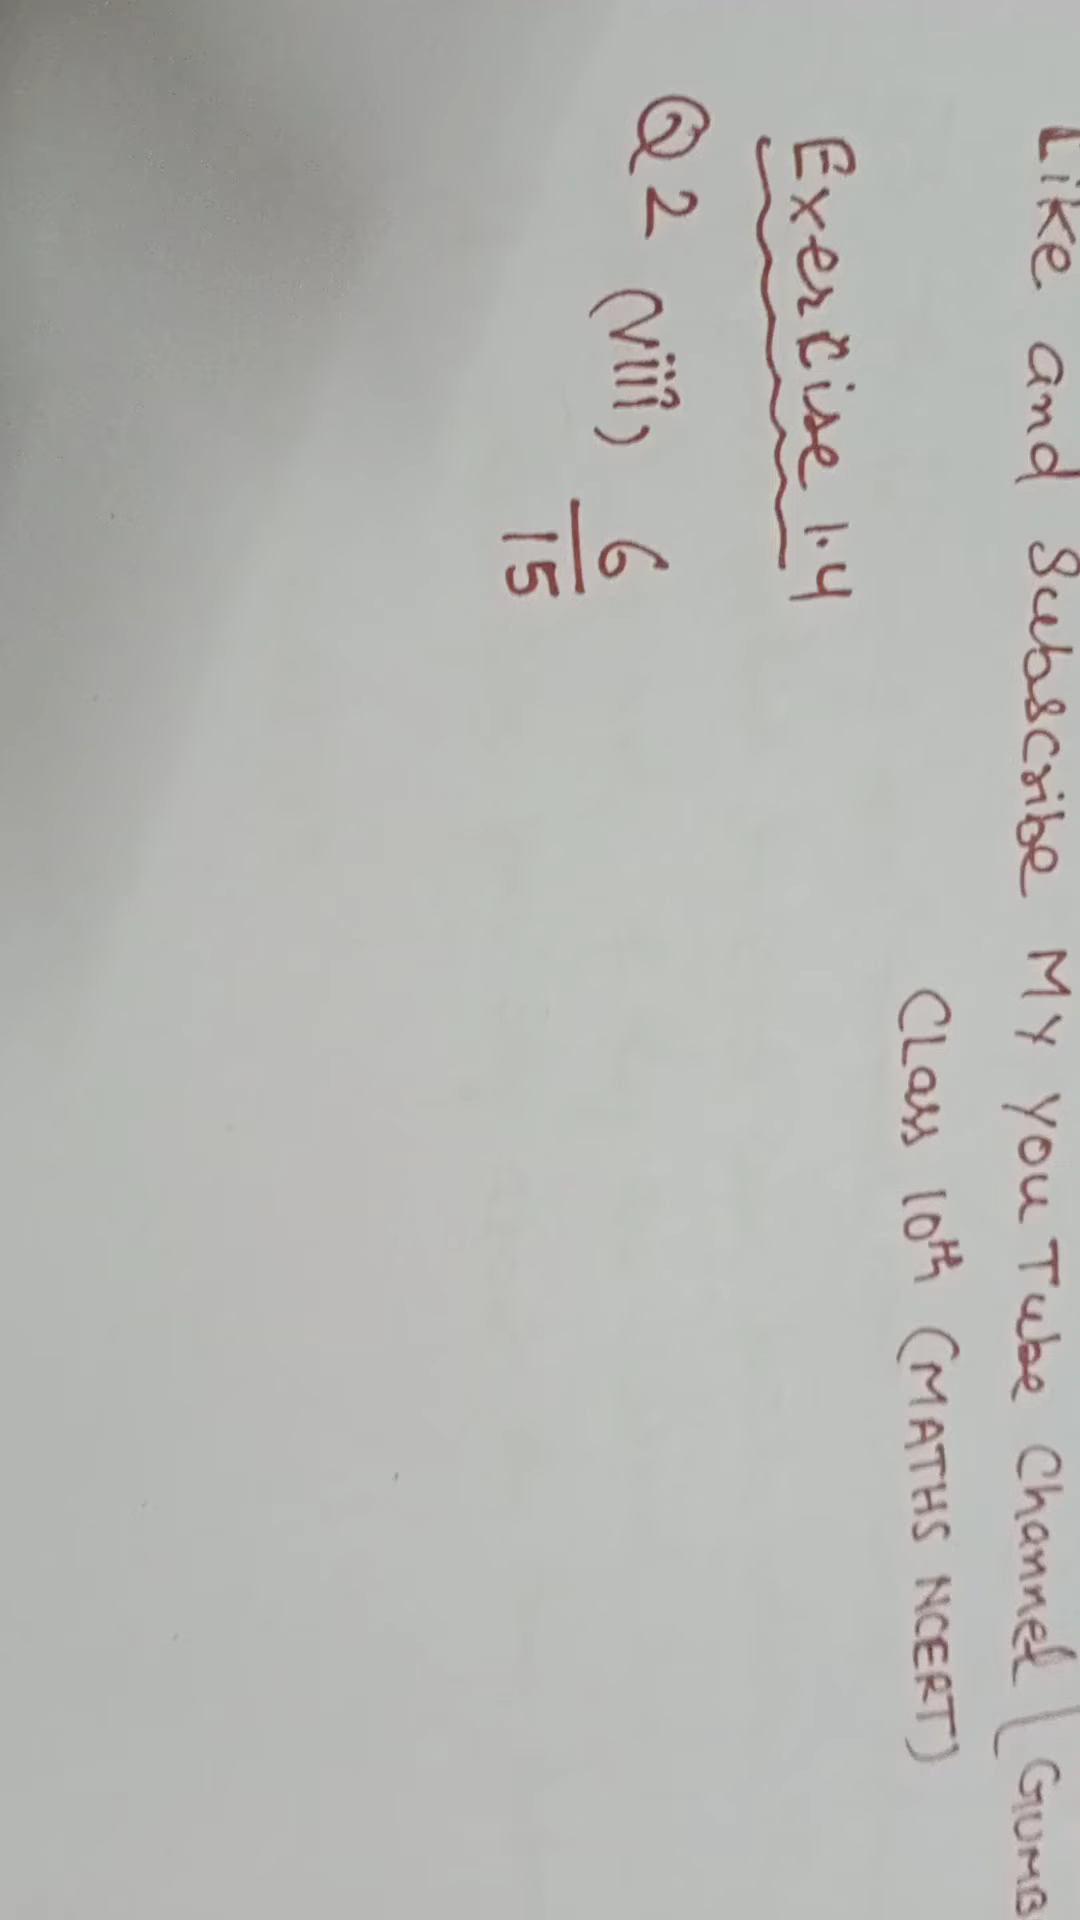 Like and Subscribe MY YouTube Channel (GUMB
CLass 10th (MATHS NCERT)
Exercise 1.4
Q2 (viii) 6/15